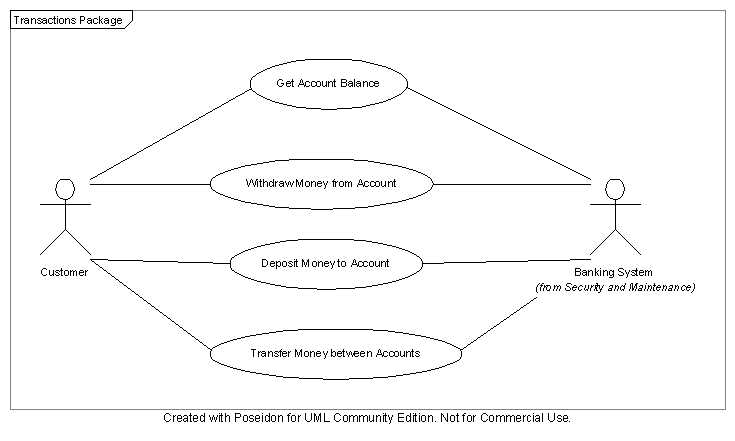 Transactions Package
Get Account Balance
Withdraw Money from Account
Deposit Money to Account
Customer
Banking System
(from Security and Maintenance)
Transfer Money between Accounts
Created with Poseidon for UML Community Edition. Not for Commercial Use.